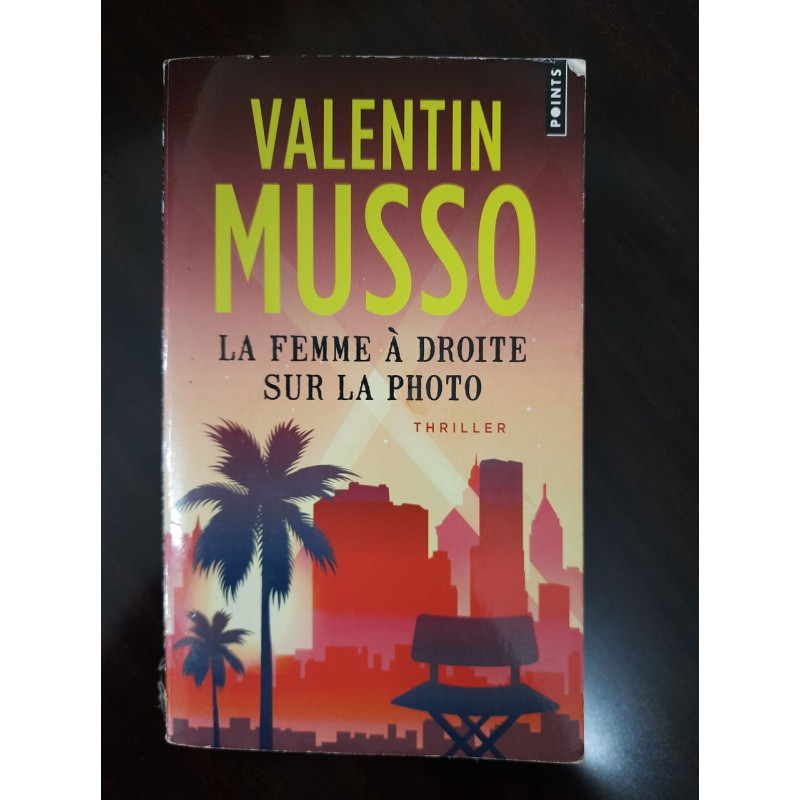 POINTS
VALENTIN
MUSSO
LA FEMME À DROITE
SUR LA PHOTO
THRILLER